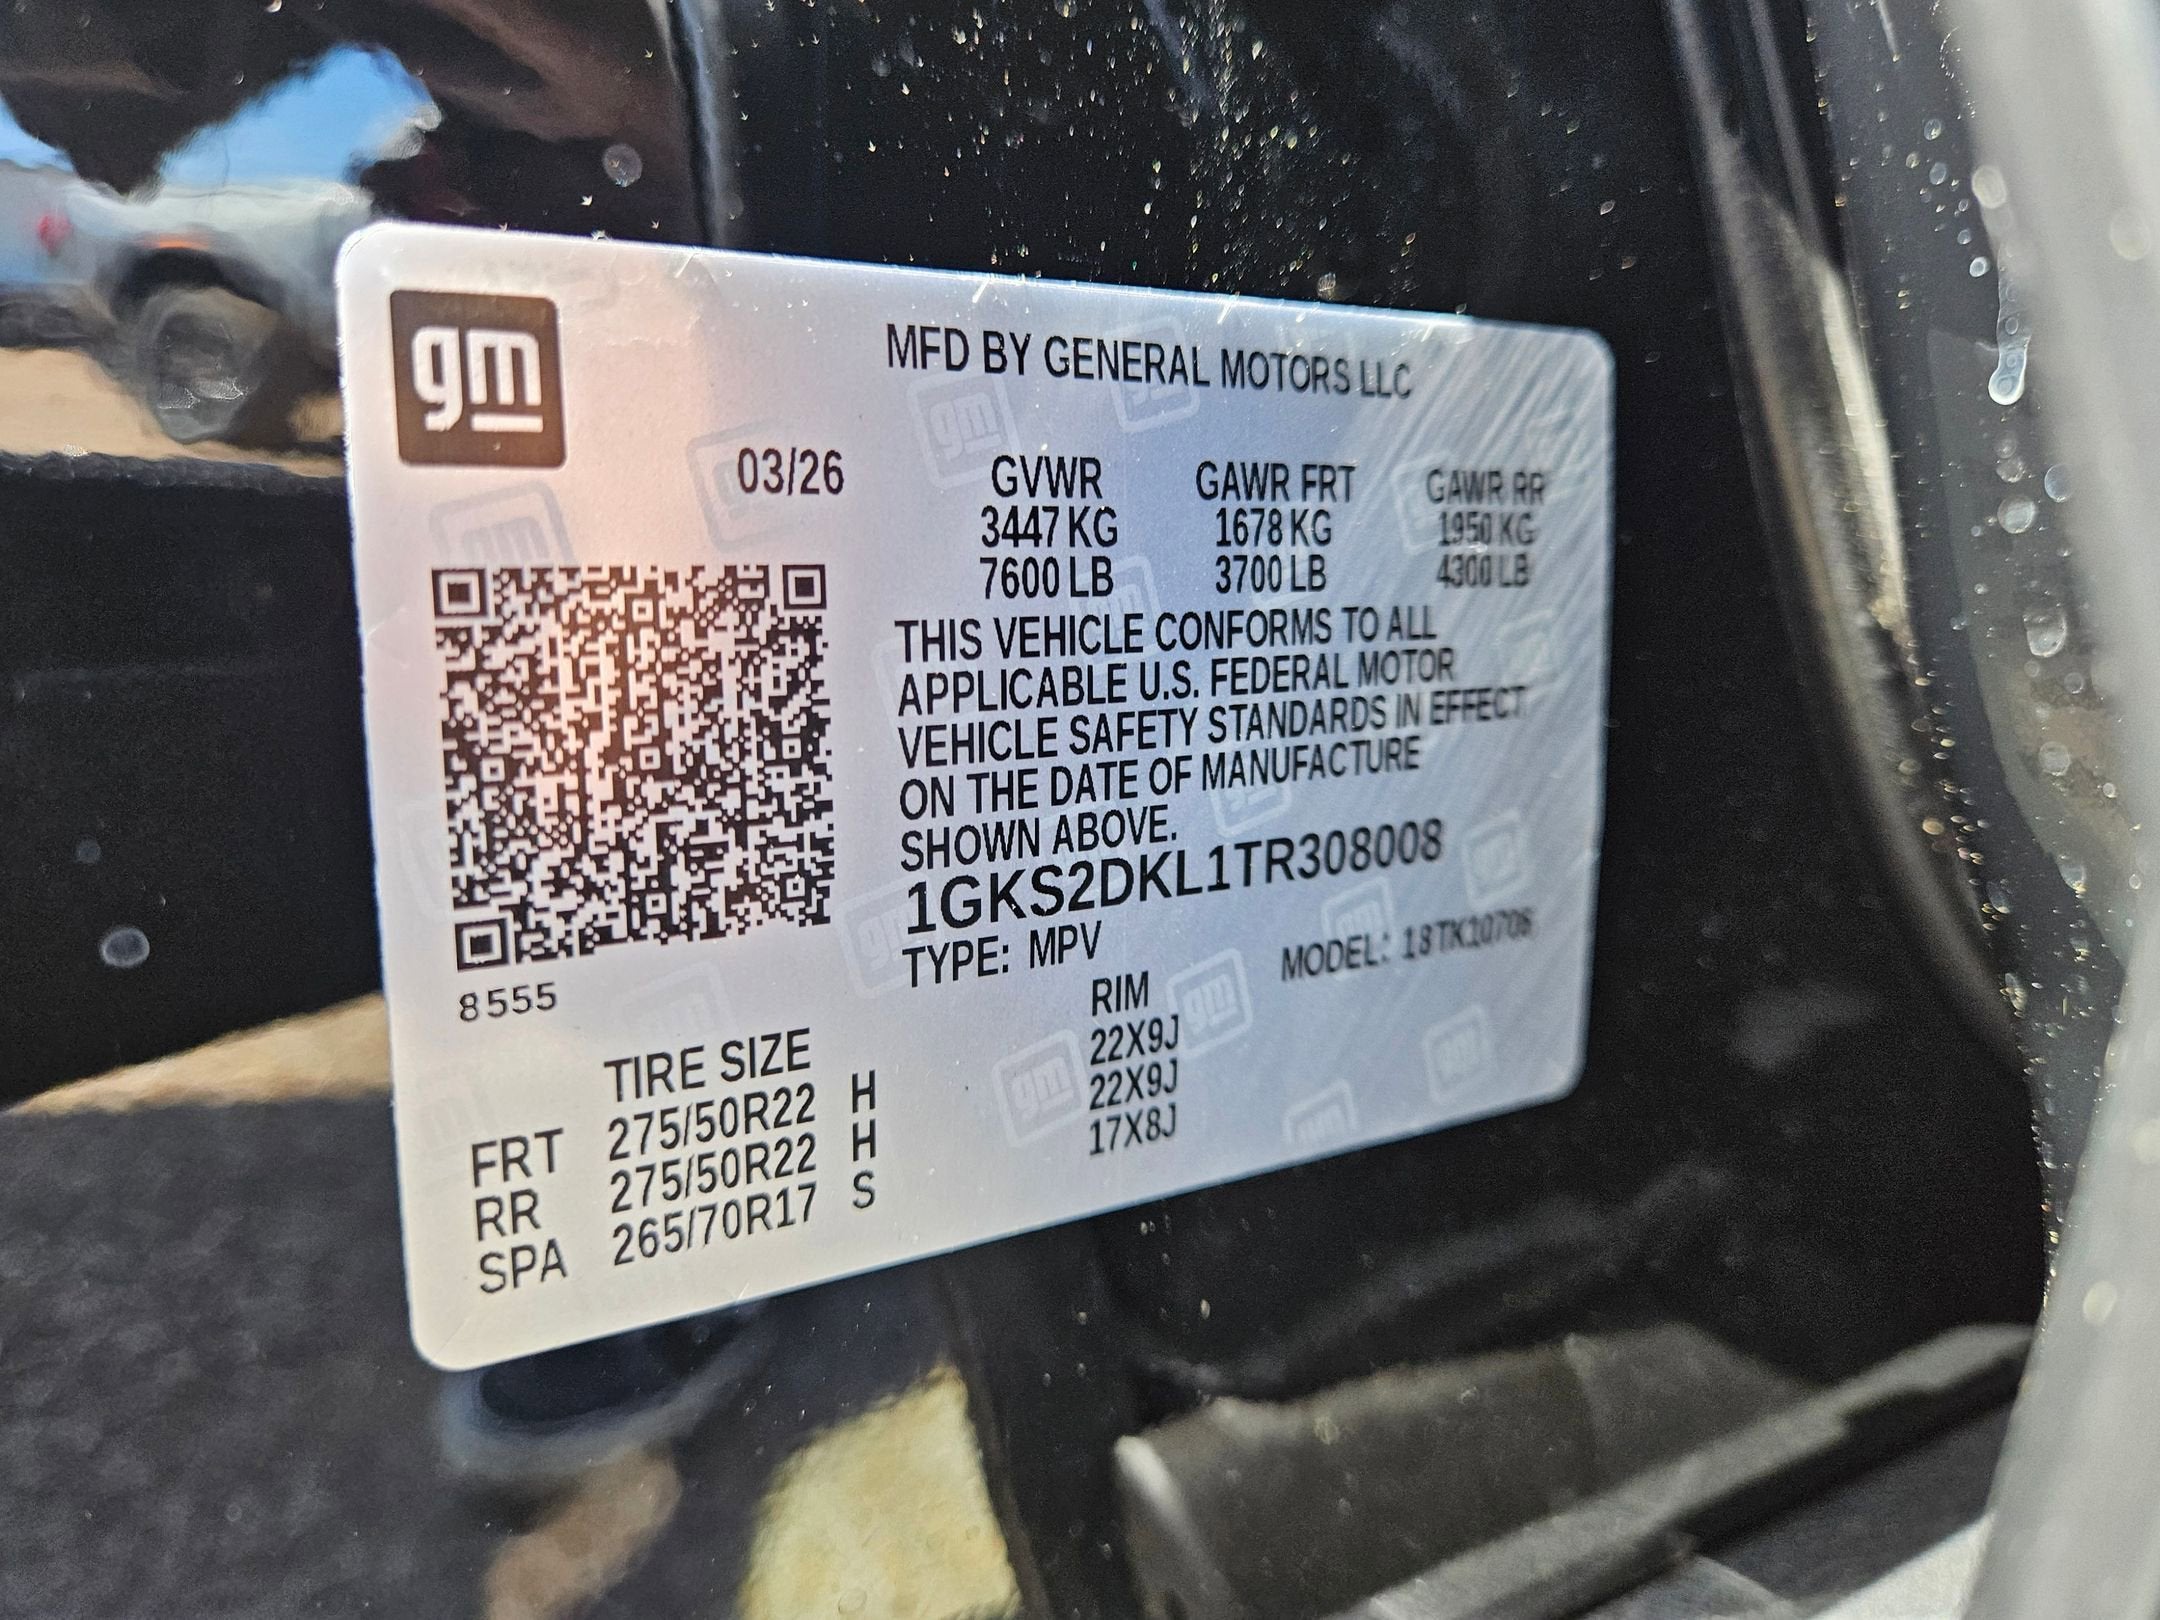 gm
MFD BY GENERAL MOTORS LLC
03/26
GVWR GAWR FRT GAWR RR
3447 KG 1678 KG 1950 KG
7600 LB 3700 LB 4300 LB
THIS VEHICLE CONFORMS TO ALL
APPLICABLE U.S. FEDERAL MOTOR
VEHICLE SAFETY STANDARDS IN EFFECT
ON THE DATE OF MANUFACTURE
SHOWN ABOVE.
1GKS2DKL1TR308008
TYPE: MPV MODEL: 18TK10706
8555
TIRE SIZE RIM
FRT 275/50R22 H 22X9J
RR 275/50R22 H 22X9J
SPA 265/70R17 S 17X8J